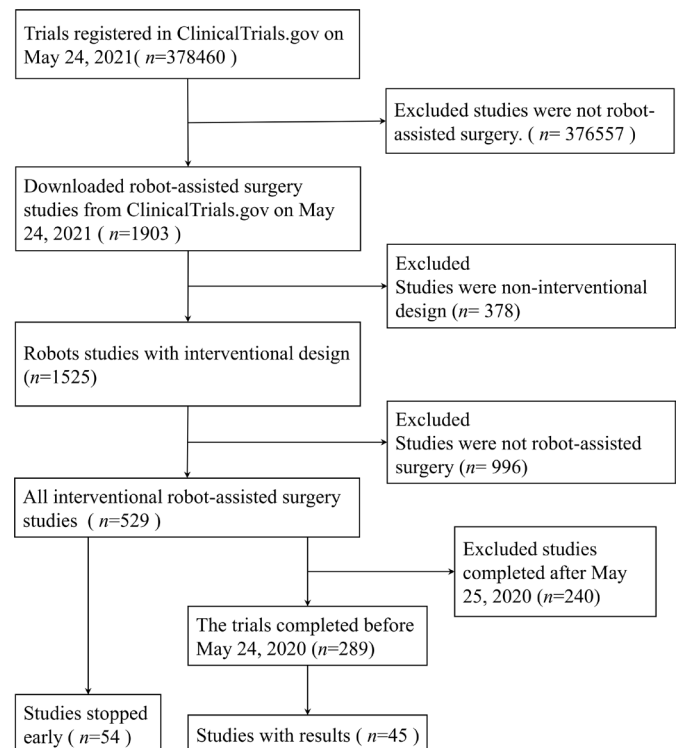 Trials registered in ClinicalTrials.gov on
May 24, 2021( n=378460 )
Excluded studies were not robot-
assisted surgery. ( n= 376557 )
Downloaded robot-assisted surgery
studies from ClinicalTrials.gov on May
24, 2021 ( n=1903 )
Excluded
Studies were non-interventional
design (n= 378)
Robots studies with interventional design
(n=1525)
Excluded
Studies were not robot-assisted
surgery (n= 996)
All interventional robot-assisted surgery
studies ( n=529 )
Excluded studies
completed after May
25, 2020 (n=240)
The trials completed before
May 24, 2020 (n=289)
Studies stopped
early ( n=54 )
Studies with results ( n=45 )